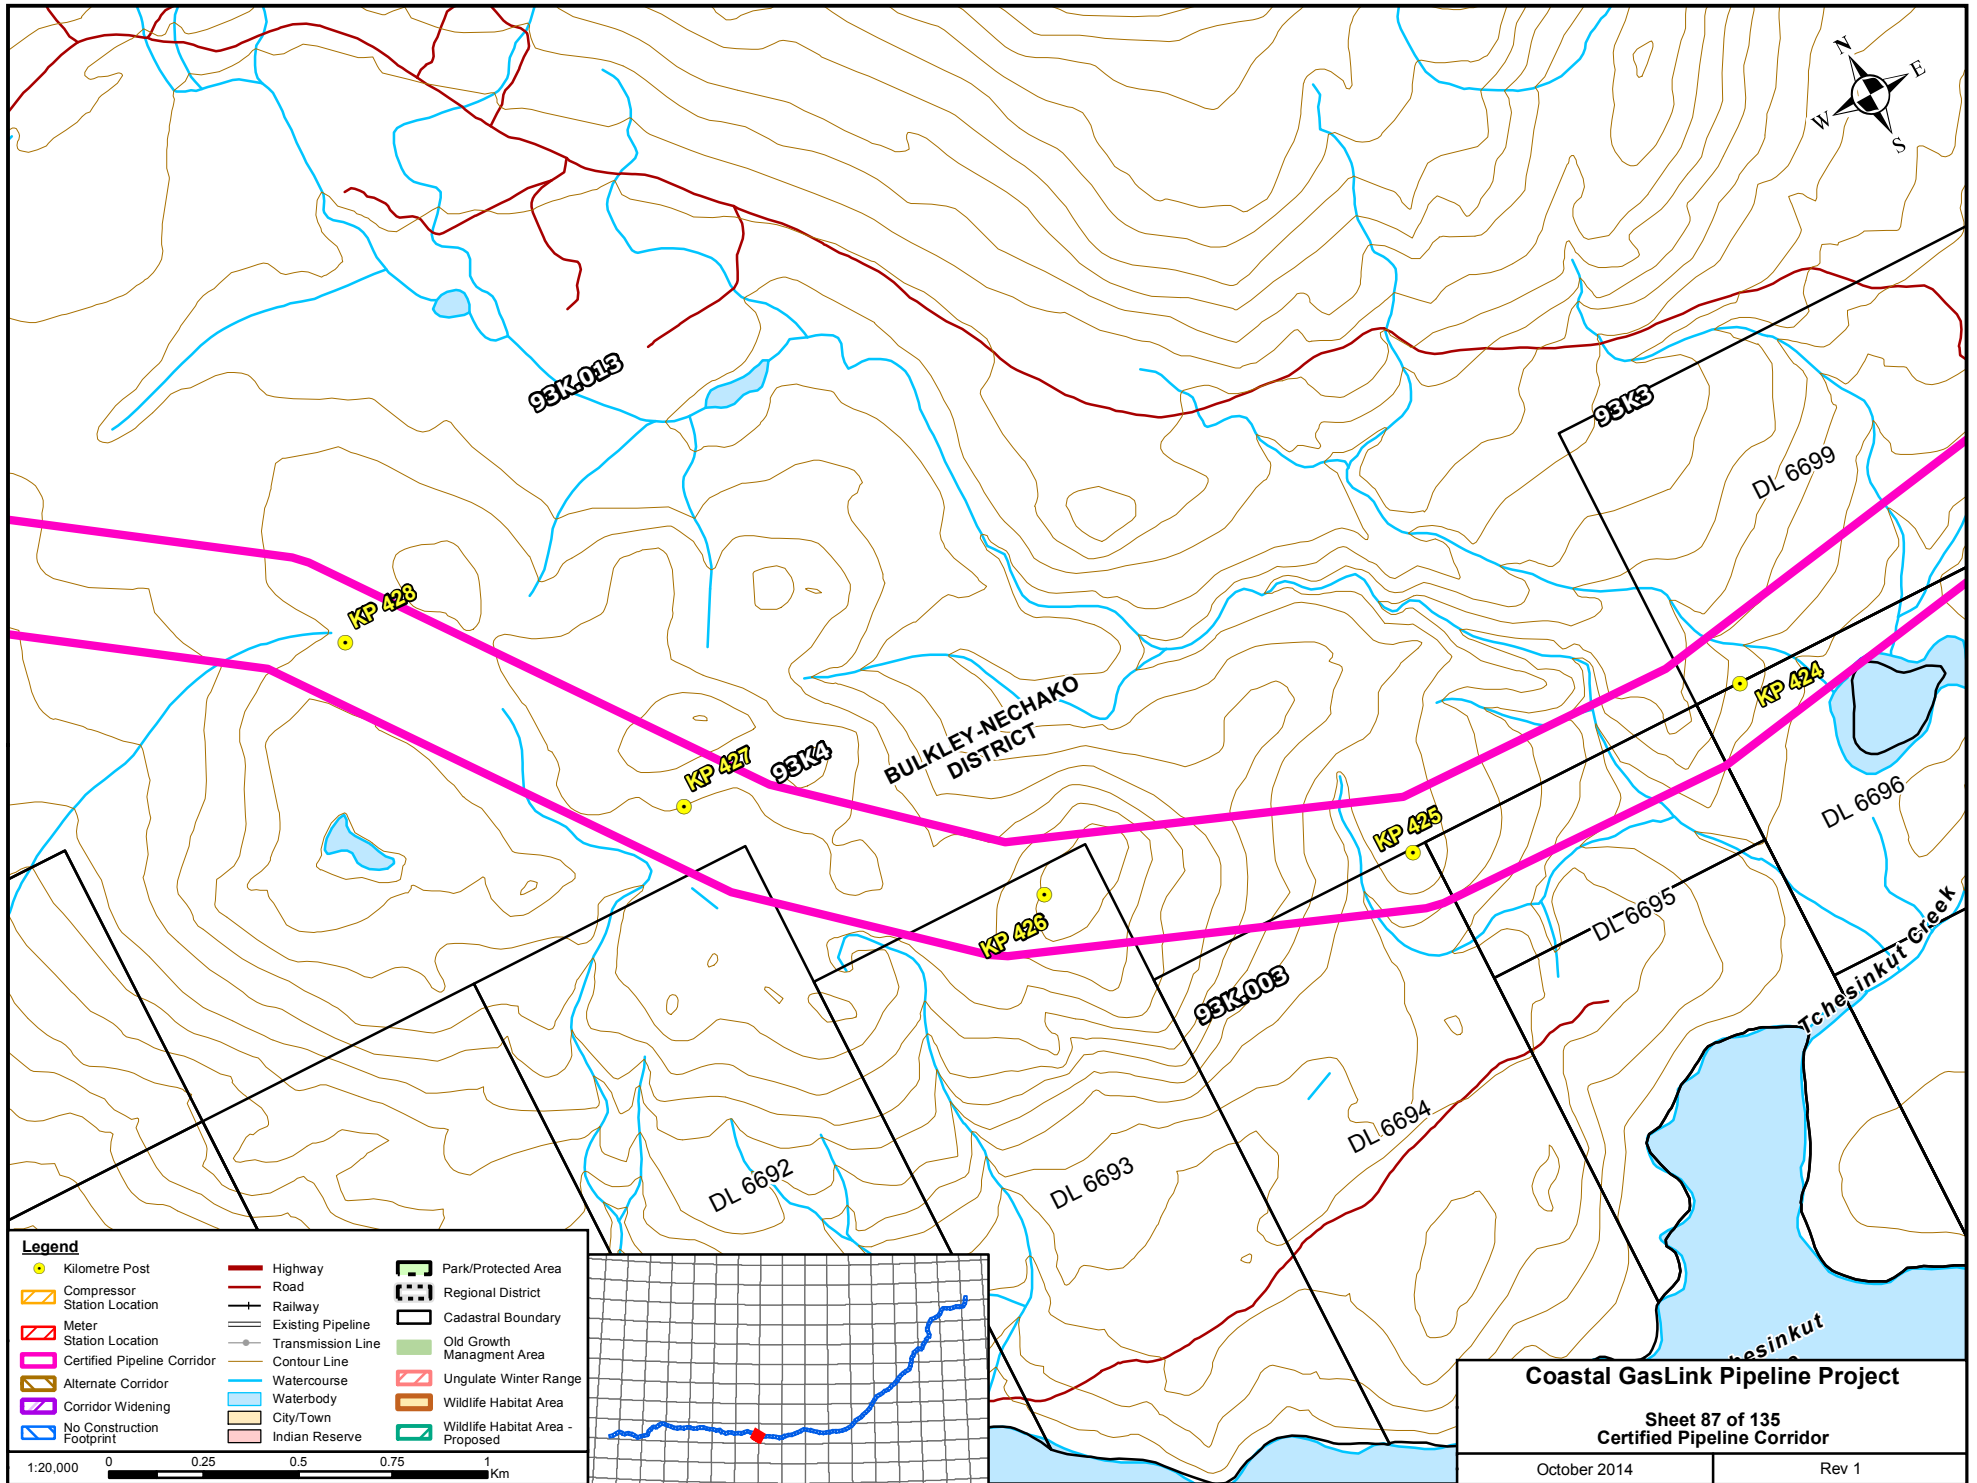 N
E
W
S
93K.013
93K3
DL 6699
KP 428
KP 424
BULKLEY-NECHAKO
DISTRICT
KP 427
93K4
DL 6696
KP 425
KP 426
DL 6695
Tchesinkut Creek
93K.003
DL 6694
DL 6692
DL 6693
hesinkut
Legend
Kilometre Post
Compressor
Station Location
Meter
Station Location
Certified Pipeline Corridor
Alternate Corridor
Corridor Widening
No Construction
Footprint
Highway
Road
Railway
Existing Pipeline
Transmission Line
Contour Line
Watercourse
Waterbody
City/Town
Indian Reserve
Park/Protected Area
Regional District
Cadastral Boundary
Old Growth
Managment Area
Ungulate Winter Range
Wildlife Habitat Area
Wildlife Habitat Area -
Proposed
1:20,000
0 0.25 0.5 0.75 1
Km
Coastal GasLink Pipeline Project
Sheet 87 of 135
Certified Pipeline Corridor
October 2014
Rev 1